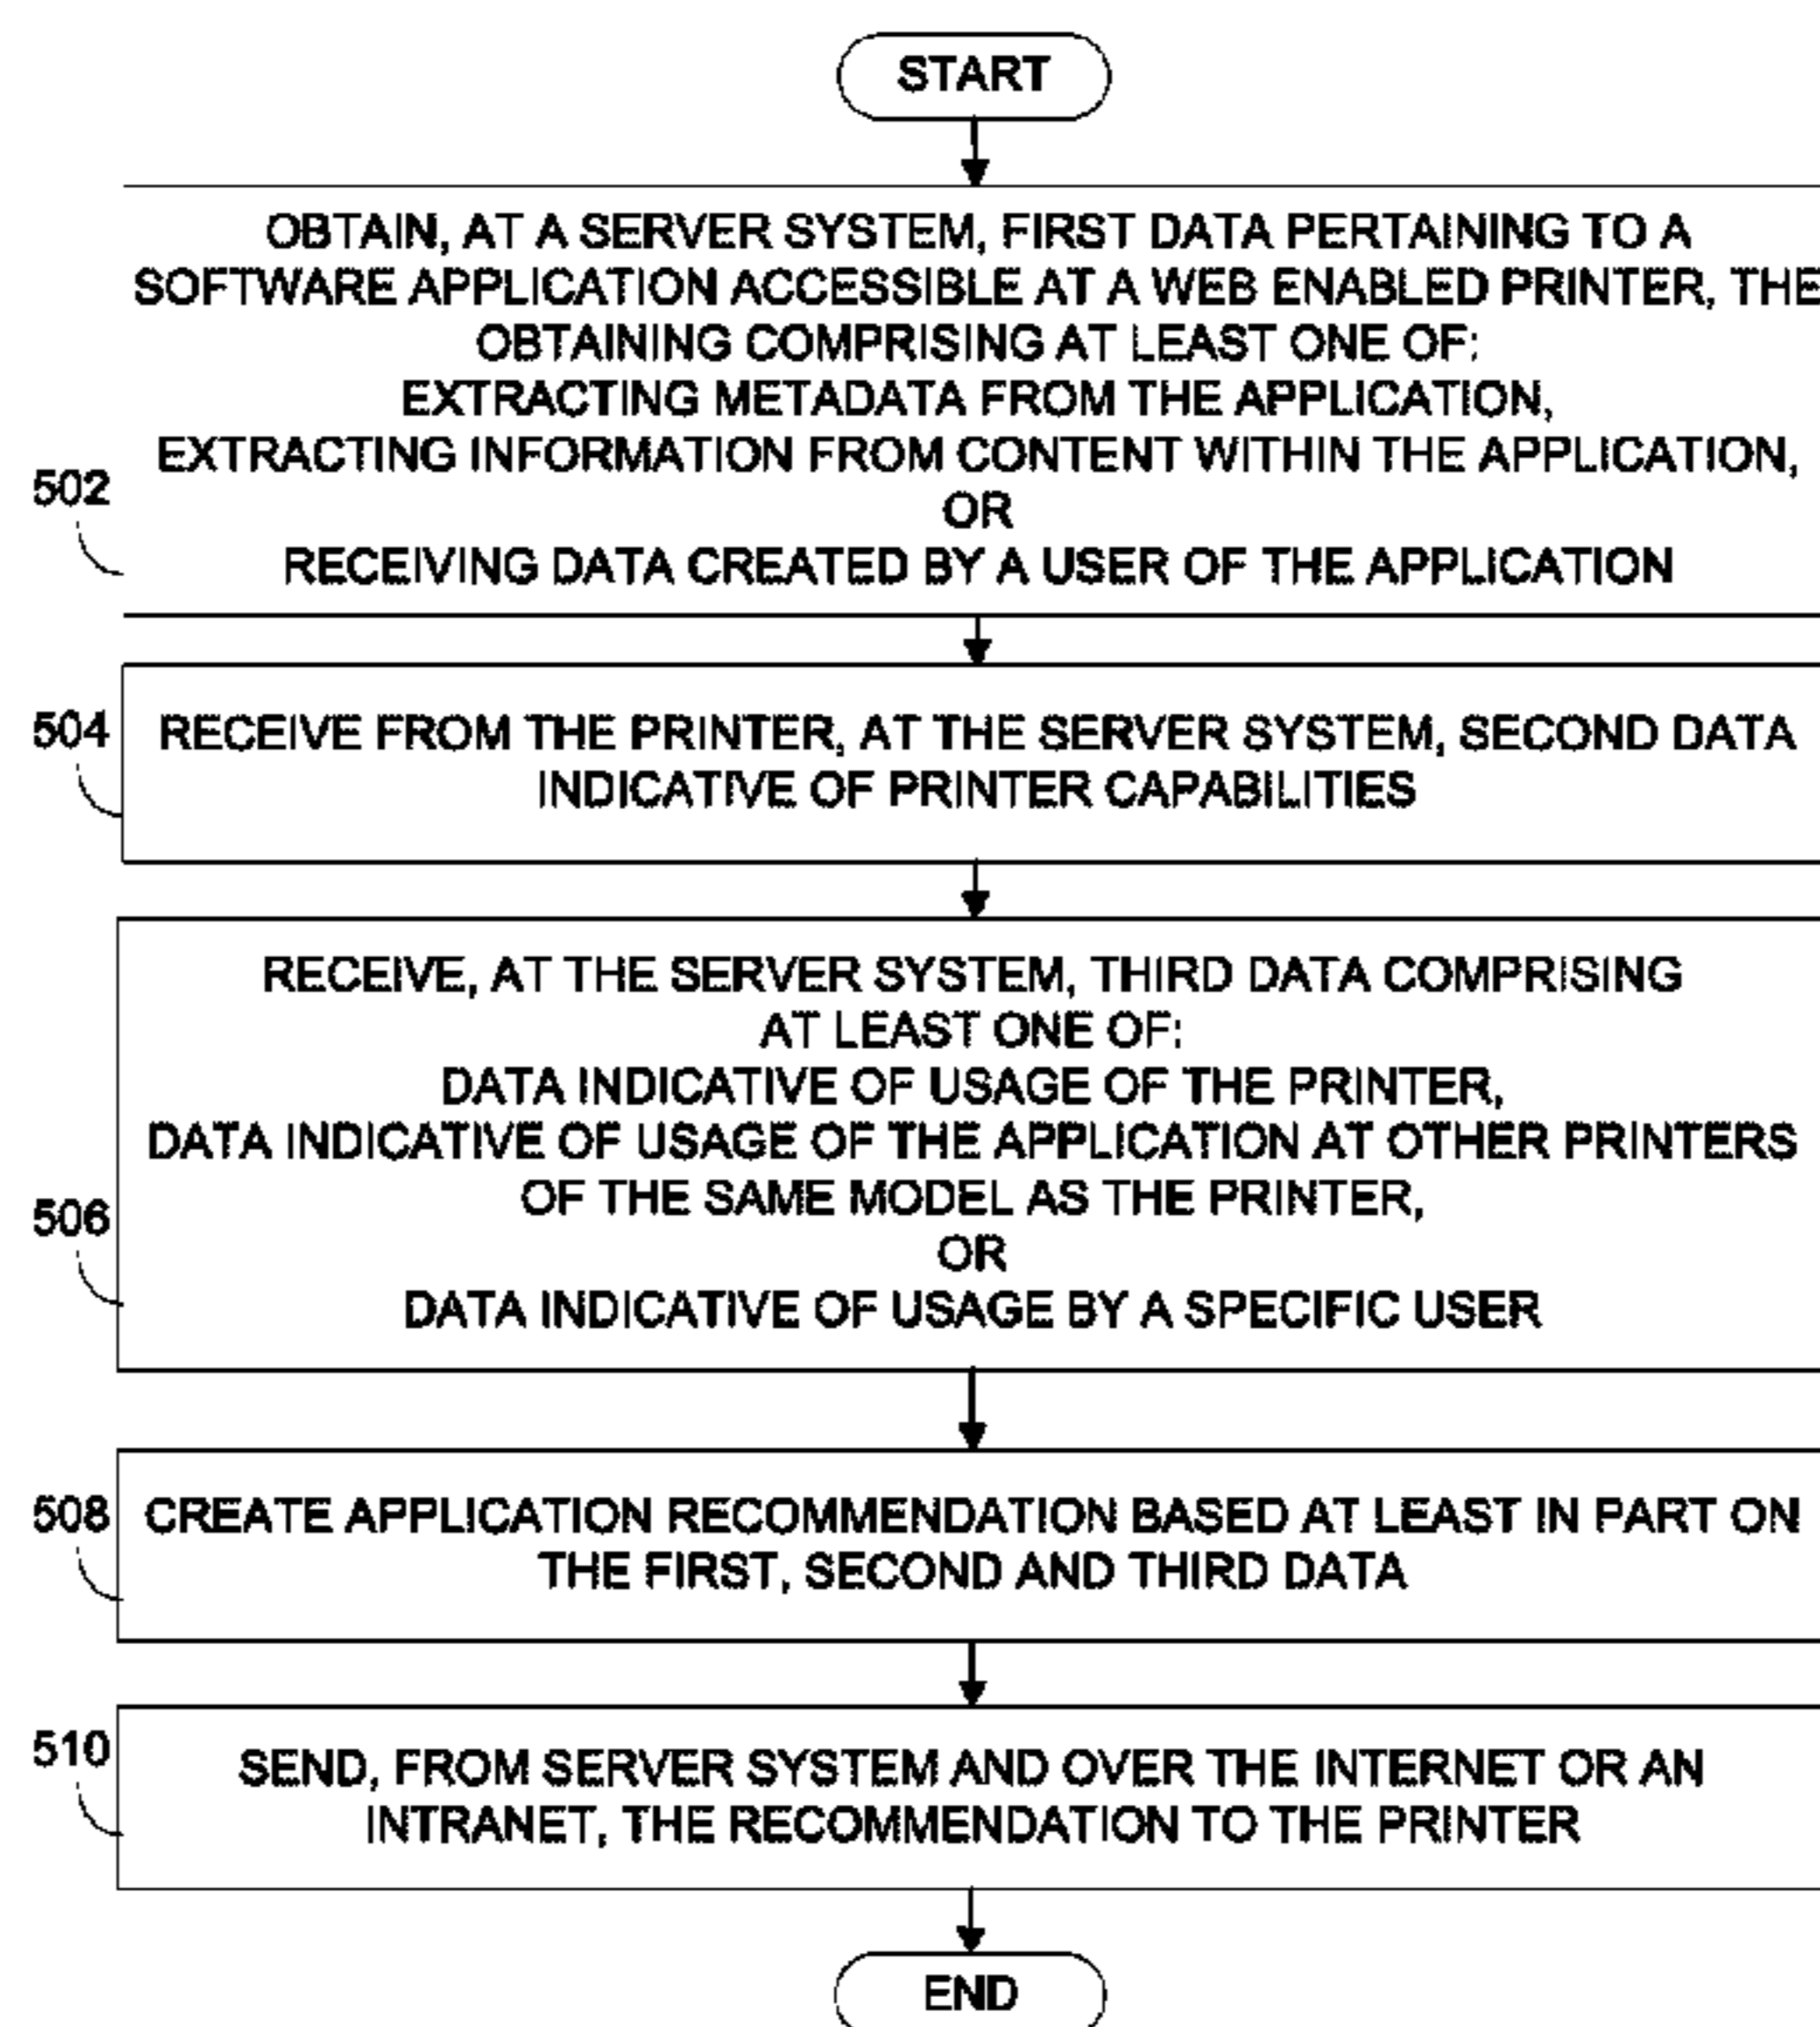 START
OBTAIN, AT A SERVER SYSTEM, FIRST DATA PERTAINING TO A
SOFTWARE APPLICATION ACCESSIBLE AT A WEB ENABLED PRINTER, THE
OBTAINING COMPRISING AT LEAST ONE OF:
EXTRACTING METADATA FROM THE APPLICATION,
EXTRACTING INFORMATION FROM CONTENT WITHIN THE APPLICATION,
502
OR
RECEIVING DATA CREATED BY A USER OF THE APPLICATION
504
RECEIVE FROM THE PRINTER, AT THE SERVER SYSTEM, SECOND DATA
INDICATIVE OF PRINTER CAPABILITIES
RECEIVE, AT THE SERVER SYSTEM, THIRD DATA COMPRISING
AT LEAST ONE OF:
DATA INDICATIVE OF USAGE OF THE PRINTER,
DATA INDICATIVE OF USAGE OF THE APPLICATION AT OTHER PRINTERS
OF THE SAME MODEL AS THE PRINTER,
506
OR
DATA INDICATIVE OF USAGE BY A SPECIFIC USER
508
CREATE APPLICATION RECOMMENDATION BASED AT LEAST IN PART ON
THE FIRST, SECOND AND THIRD DATA
510
SEND, FROM SERVER SYSTEM AND OVER THE INTERNET OR AN
INTRANET, THE RECOMMENDATION TO THE PRINTER
END